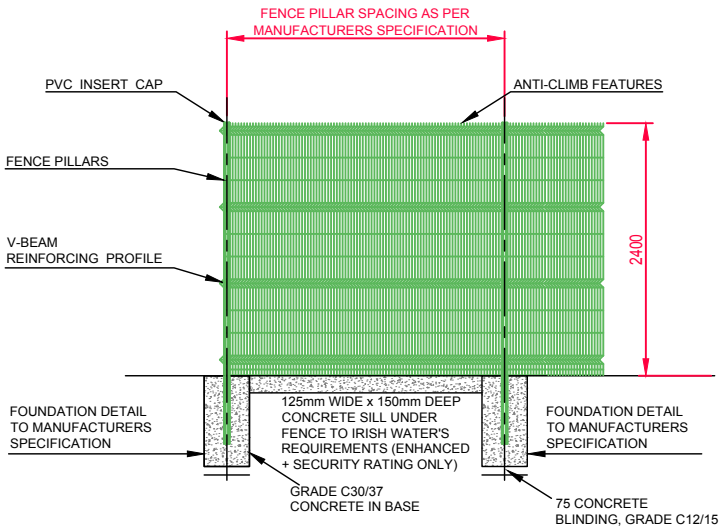 FENCE PILLAR SPACING AS PER
MANUFACTURERS SPECIFICATION
PVC INSERT CAP
ANTI-CLIMB FEATURES
FENCE PILLARS
V-BEAM
REINFORCING PROFILE
2400
125mm WIDE x 150mm DEEP
CONCRETE SILL UNDER
FENCE TO IRISH WATER'S
REQUIREMENTS (ENHANCED
+ SECURITY RATING ONLY)
FOUNDATION DETAIL
TO MANUFACTURERS
SPECIFICATION
FOUNDATION DETAIL
TO MANUFACTURERS
SPECIFICATION
GRADE C30/37
CONCRETE IN BASE
75 CONCRETE
BLINDING, GRADE C12/15